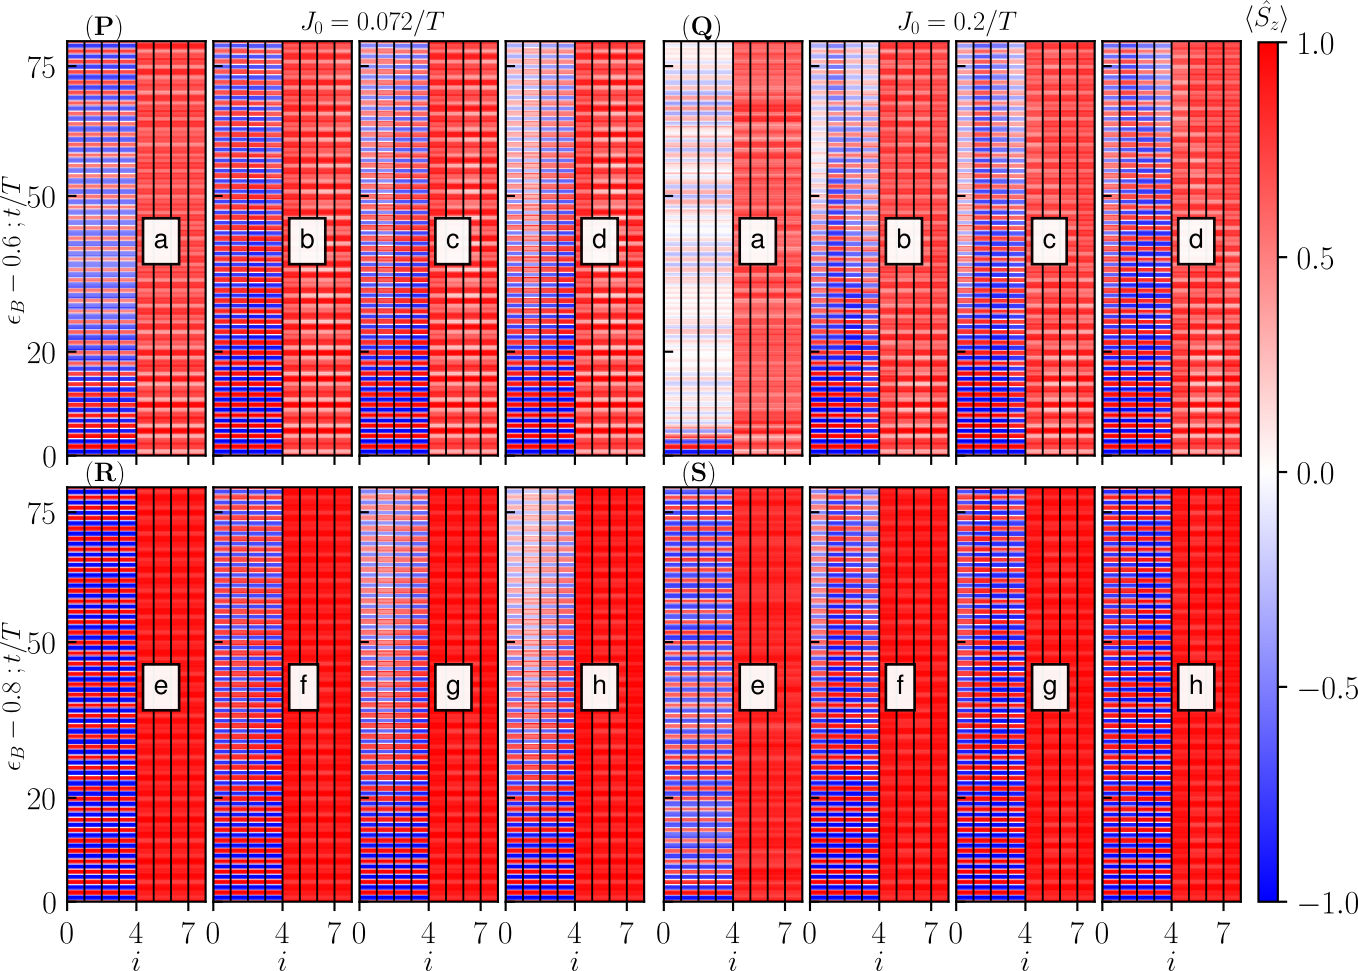 (P) J₀ = 0.072/T (Q) J₀ = 0.2/T ⟨Ŝ_z⟩
ϵ_B − 0.6 ; t/T
75
50
20
0
a b c d a b c d
1.0
0.5
0.0
−0.5
−1.0
(R) (S)
ϵ_B − 0.8 ; t/T
75
50
20
0
e f g h e f g h
0 4 7 0 4 7 0 4 7 0 4 7 0 4 7 0 4 7 0 4 7 0 4 7
i i i i i i i i